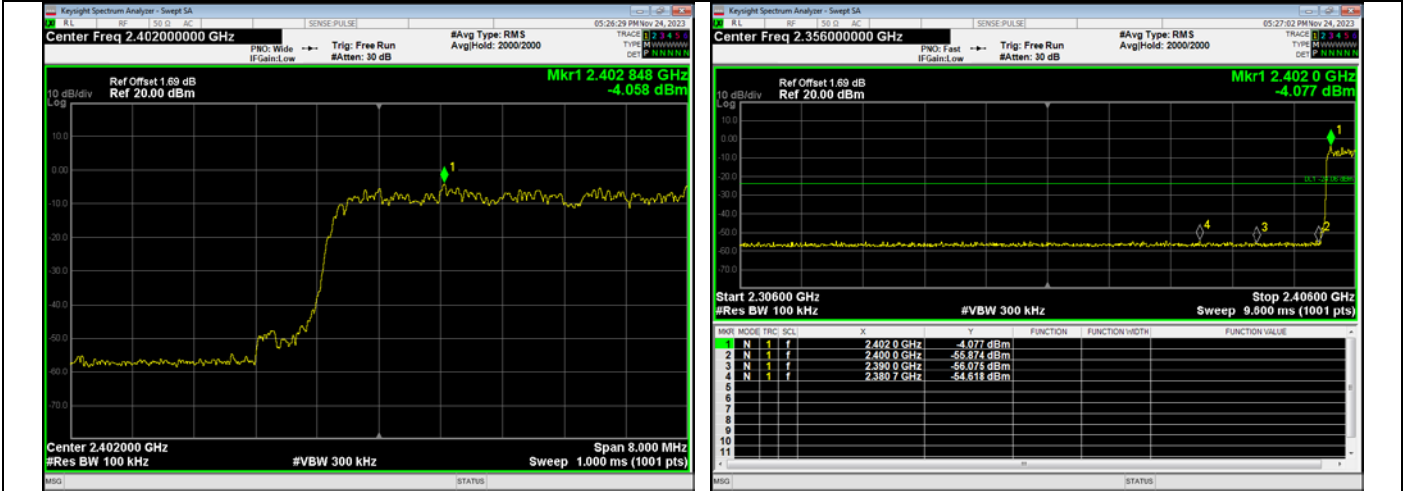 Keysight Spectrum Analyzer - Swept SA
RL RF 50 Ω AC SENSE:PULSE 05:26:29 PM Nov 24, 2023
Center Freq 2.402000000 GHz
PNO: Wide
IFGain:Low
Trig: Free Run
#Atten: 30 dB
#Avg Type: RMS
Avg|Hold: 2000/2000
TRACE 1 2 3 4 5 6
TYPE M WWWWW
DET P N N N N N
Ref Offset 1.69 dB
Ref 20.00 dBm
10 dB/div
Log
Mkr1 2.402 848 GHz
-4.058 dBm
10.0
0.00
-10.0
-20.0
-30.0
-40.0
-50.0
-60.0
-70.0
1
Center 2.402000 GHz
Span 8.000 MHz
#Res BW 100 kHz
#VBW 300 kHz
Sweep 1.000 ms (1001 pts)
MSG STATUS
Keysight Spectrum Analyzer - Swept SA
RL RF 50 Ω AC SENSE:PULSE 05:27:02 PM Nov 24, 2023
Center Freq 2.356000000 GHz
PNO: Fast
IFGain:Low
Trig: Free Run
#Atten: 30 dB
#Avg Type: RMS
Avg|Hold: 2000/2000
TRACE 1 2 3 4 5 6
TYPE M WWWWW
DET P N N N N N
Ref Offset 1.69 dB
Ref 20.00 dBm
10 dB/div
Log
Mkr1 2.402 0 GHz
-4.077 dBm
10.0
0.00
-10.0
-20.0
-30.0
-40.0
-50.0
-60.0
-70.0
1
DL1 -24.06 dBm
4 3 2
Start 2.30600 GHz
Stop 2.40600 GHz
#Res BW 100 kHz
#VBW 300 kHz
Sweep 9.600 ms (1001 pts)
MKR MODE TRC SCL X Y FUNCTION FUNCTION WIDTH FUNCTION VALUE
1 N 1 f 2.402 0 GHz -4.077 dBm
2 N 1 f 2.400 0 GHz -55.874 dBm
3 N 1 f 2.390 0 GHz -56.075 dBm
4 N 1 f 2.380 7 GHz -54.618 dBm
5
6
7
8
9
10
11
MSG STATUS